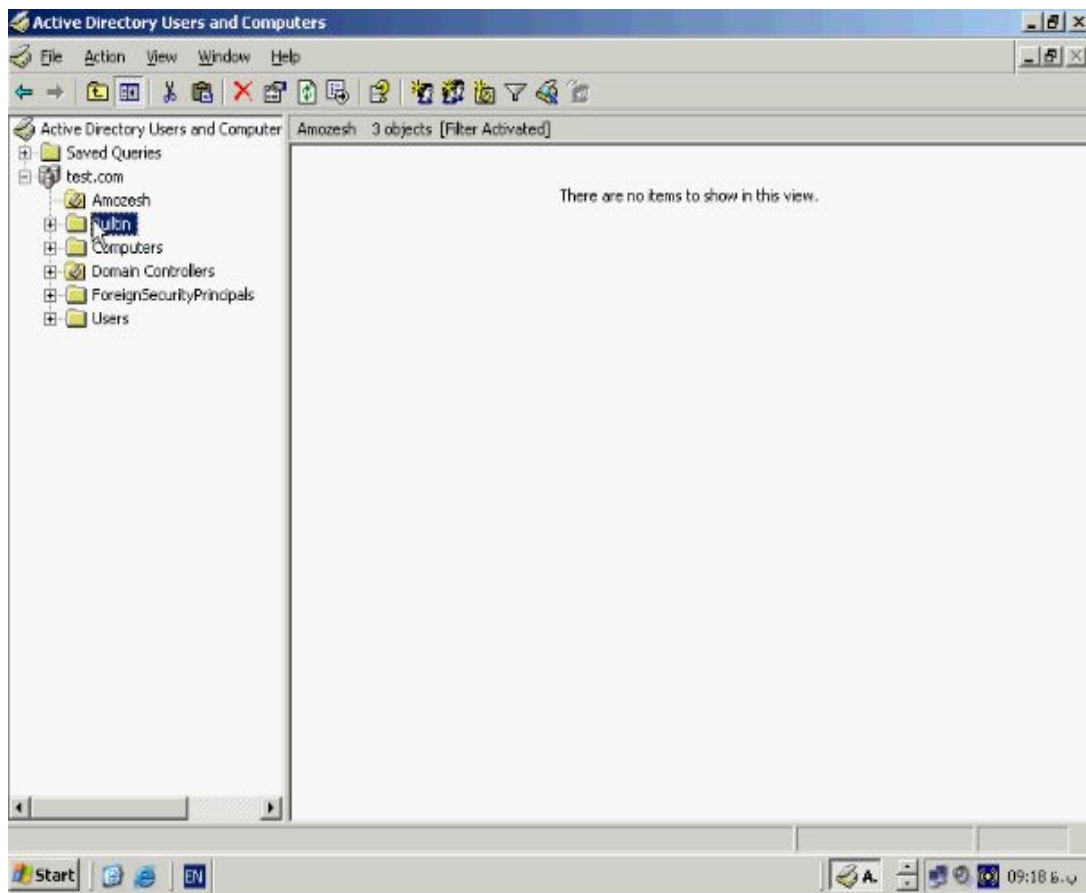 Active Directory Users and Computers
File Action View Window Help
Active Directory Users and Computer
Amozesh 3 objects [Filter Activated]
Saved Queries
test.com
There are no items to show in this view.
Amozesh
Builtin
Computers
Domain Controllers
ForeignSecurityPrincipals
Users
Start
EN
A.
09:18 ب.ظ